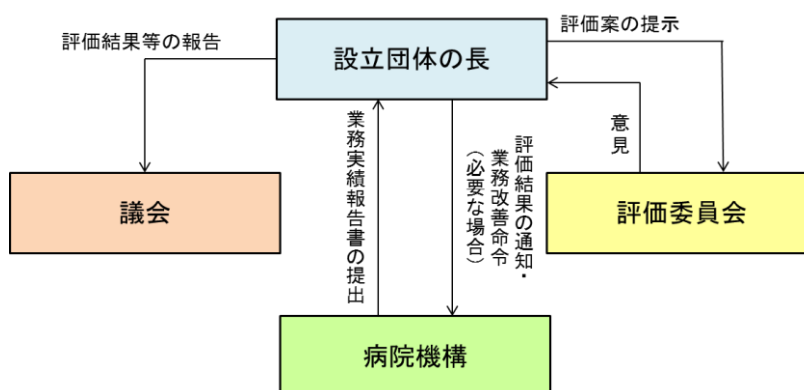 評価結果等の報告
設立団体の長
評価案の提示
意見
議会
業務実績報告書の提出
評価結果の通知・
業務改善命令
（必要な場合）
評価委員会
病院機構